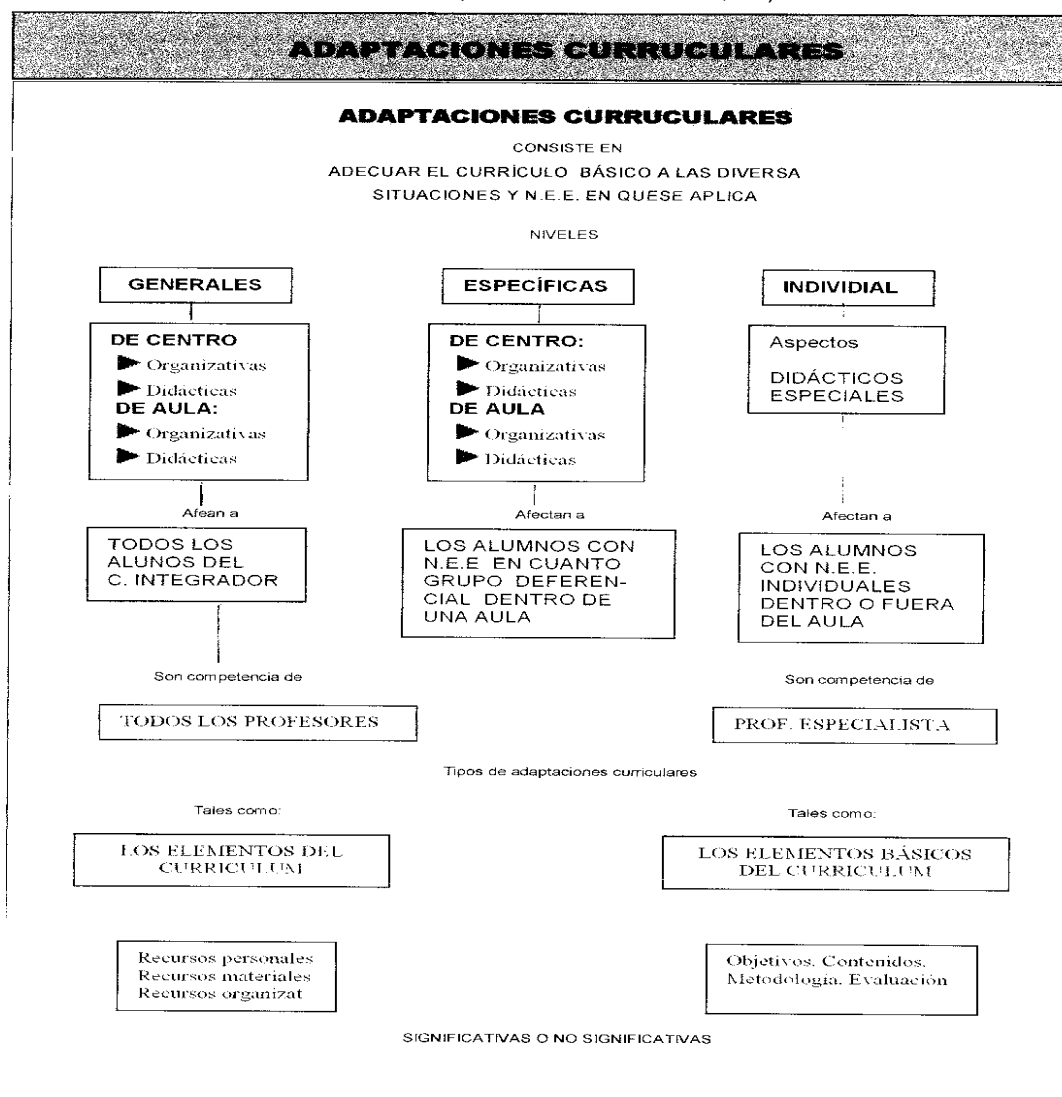 ADAPTACIONES CURRUCULARES
ADAPTACIONES CURRUCULARES
CONSISTE EN
ADECUAR EL CURRÍCULO BÁSICO A LAS DIVERSA
SITUACIONES Y N.E.E. EN QUESE APLICA
NIVELES
GENERALES
DE CENTRO
Organizativas
Didácticas
DE AULA:
Organizativas
Didácticas
Afean a
TODOS LOS
ALUNOS DEL
C. INTEGRADOR
Son competencia de
TODOS LOS PROFESORES
ESPECÍFICAS
DE CENTRO:
Organizativas
Didácticas
DE AULA
Organizativas
Didácticas
Afectan a
LOS ALUMNOS CON
N.E.E EN CUANTO
GRUPO DEFEREN-
CIAL DENTRO DE
UNA AULA
INDIVIDIAL
Aspectos
DIDÁCTICOS
ESPECIALES
Afectan a
LOS ALUMNOS
CON N.E.E.
INDIVIDUALES
DENTRO O FUERA
DEL AULA
Son competencia de
PROF. ESPECIALISTA
Tipos de adaptaciones curriculares
Tales como:
LOS ELEMENTOS DEL
CURRICULUM
Recursos personales
Recursos materiales
Recursos organizat
Tales como:
LOS ELEMENTOS BÁSICOS
DEL CURRICULUM
Objetivos. Contenidos.
Metodología. Evaluación
SIGNIFICATIVAS O NO SIGNIFICATIVAS